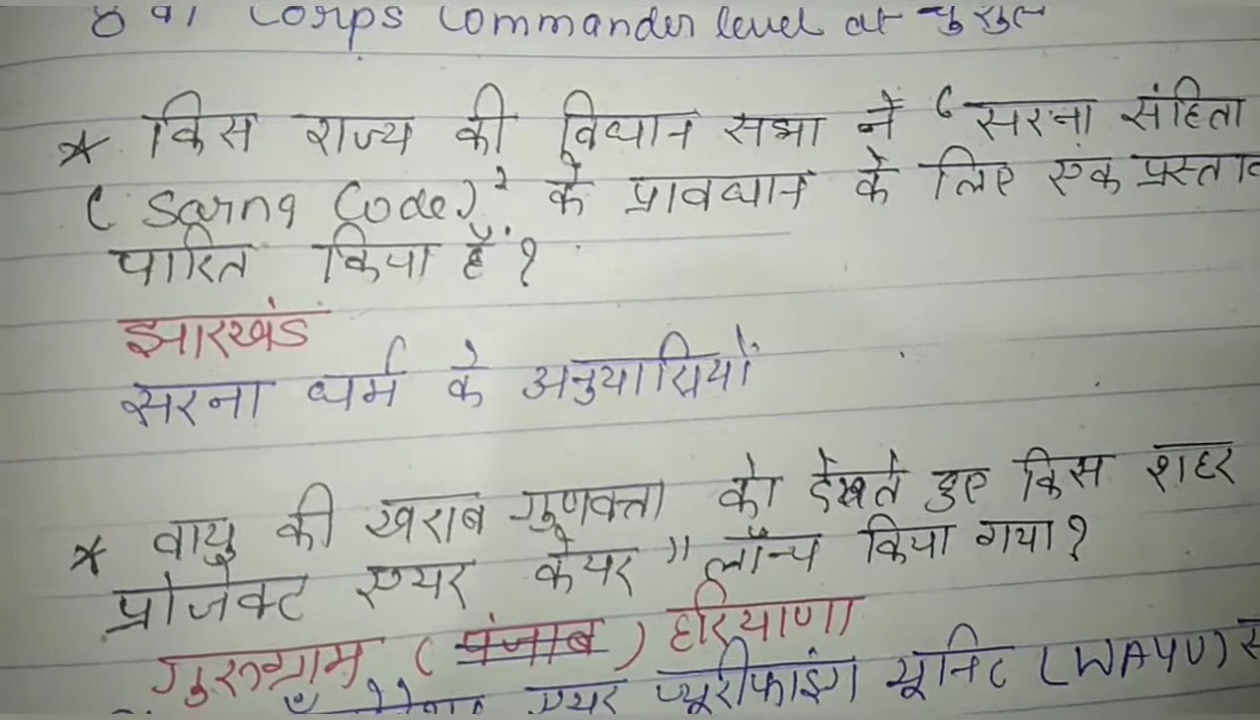 8 वा Corps Commander level at चुशुल
* किस राज्य की विधान सभा ने 'सरना संहिता
(Sarna Code)' के प्रावधान के लिए एक प्रस्ताव
पारित किया है?
झारखंड
सरना धर्म के अनुयायियों
* वायु की खराब गुणवत्ता को देखते हुए किस शहर
प्रोजेक्ट एयर केयर" लॉन्च किया गया?
गुरुग्राम (पंजाब) हरियाणा
एयर प्यूरीफाइंग यूनिट (WAYU) से